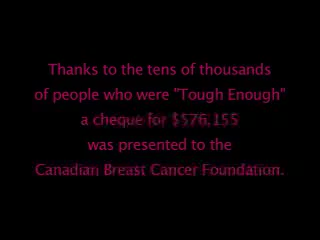 Thanks to the tens of thousands
of people who were "Tough Enough"
a cheque for $576,155
was presented to the
Canadian Breast Cancer Foundation.